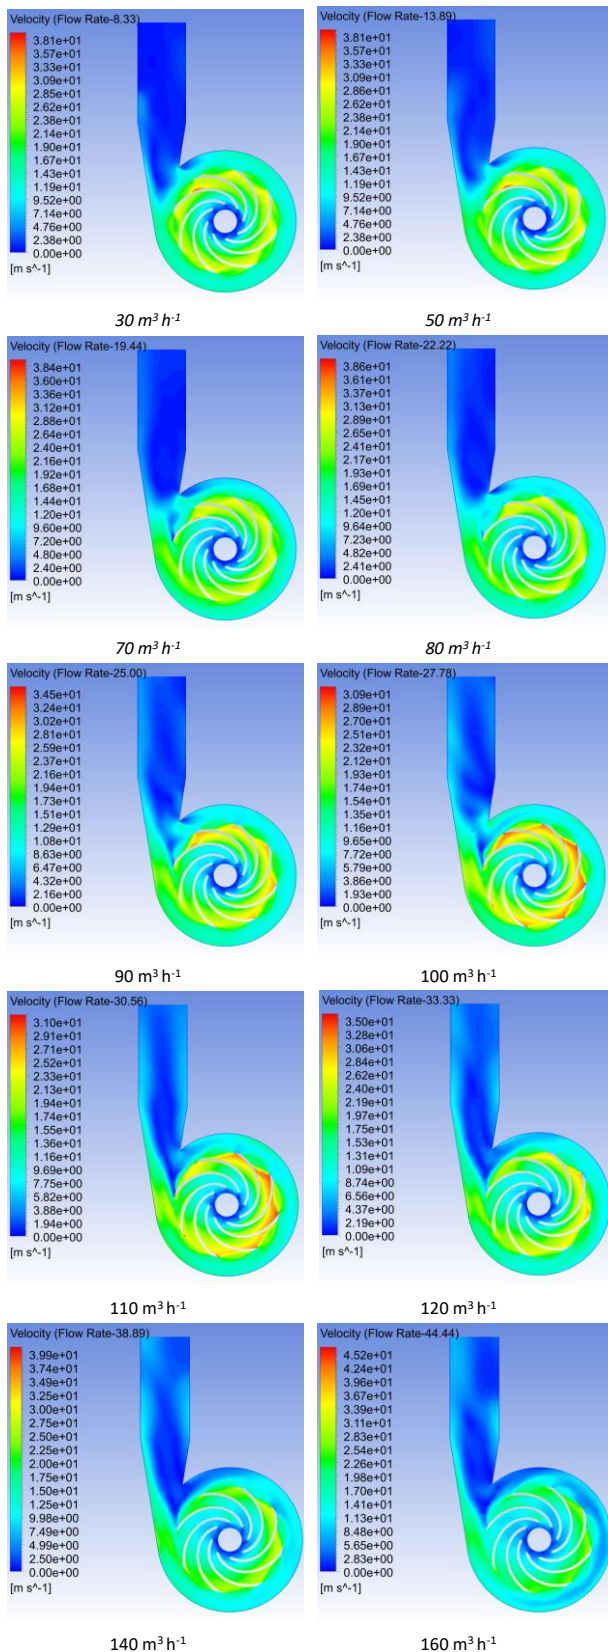 Velocity (Flow Rate-8.33)
3.81e+01
3.57e+01
3.33e+01
3.09e+01
2.85e+01
2.62e+01
2.38e+01
2.14e+01
1.90e+01
1.67e+01
1.43e+01
1.19e+01
9.52e+00
7.14e+00
4.76e+00
2.38e+00
0.00e+00
[m s^-1]
30 m³ h⁻¹
Velocity (Flow Rate-13.89)
3.81e+01
3.57e+01
3.33e+01
3.09e+01
2.86e+01
2.62e+01
2.38e+01
2.14e+01
1.90e+01
1.67e+01
1.43e+01
1.19e+01
9.52e+00
7.14e+00
4.76e+00
2.38e+00
0.00e+00
[m s^-1]
50 m³ h⁻¹
Velocity (Flow Rate-19.44)
3.84e+01
3.60e+01
3.36e+01
3.12e+01
2.88e+01
2.64e+01
2.40e+01
2.16e+01
1.92e+01
1.68e+01
1.44e+01
1.20e+01
9.60e+00
7.20e+00
4.80e+00
2.40e+00
0.00e+00
[m s^-1]
70 m³ h⁻¹
Velocity (Flow Rate-22.22)
3.86e+01
3.61e+01
3.37e+01
3.13e+01
2.89e+01
2.65e+01
2.41e+01
2.17e+01
1.93e+01
1.69e+01
1.45e+01
1.20e+01
9.64e+00
7.23e+00
4.82e+00
2.41e+00
0.00e+00
[m s^-1]
80 m³ h⁻¹
Velocity (Flow Rate-25.00)
3.45e+01
3.24e+01
3.02e+01
2.81e+01
2.59e+01
2.37e+01
2.16e+01
1.94e+01
1.73e+01
1.51e+01
1.29e+01
1.08e+01
8.63e+00
6.47e+00
4.32e+00
2.16e+00
0.00e+00
[m s^-1]
90 m³ h⁻¹
Velocity (Flow Rate-27.78)
3.09e+01
2.89e+01
2.70e+01
2.51e+01
2.32e+01
2.12e+01
1.93e+01
1.74e+01
1.54e+01
1.35e+01
1.16e+01
9.65e+00
7.72e+00
5.79e+00
3.86e+00
1.93e+00
0.00e+00
[m s^-1]
100 m³ h⁻¹
Velocity (Flow Rate-30.56)
3.10e+01
2.91e+01
2.71e+01
2.52e+01
2.33e+01
2.13e+01
1.94e+01
1.74e+01
1.55e+01
1.36e+01
1.16e+01
9.69e+00
7.75e+00
5.82e+00
3.88e+00
1.94e+00
0.00e+00
[m s^-1]
110 m³ h⁻¹
Velocity (Flow Rate-33.33)
3.50e+01
3.28e+01
3.06e+01
2.84e+01
2.62e+01
2.40e+01
2.19e+01
1.97e+01
1.75e+01
1.53e+01
1.31e+01
1.09e+01
8.74e+00
6.56e+00
4.37e+00
2.19e+00
0.00e+00
[m s^-1]
120 m³ h⁻¹
Velocity (Flow Rate-38.89)
3.99e+01
3.74e+01
3.49e+01
3.25e+01
3.00e+01
2.75e+01
2.50e+01
2.25e+01
2.00e+01
1.75e+01
1.50e+01
1.25e+01
9.98e+00
7.49e+00
4.99e+00
2.50e+00
0.00e+00
[m s^-1]
140 m³ h⁻¹
Velocity (Flow Rate-44.44)
4.52e+01
4.24e+01
3.96e+01
3.67e+01
3.39e+01
3.11e+01
2.83e+01
2.54e+01
2.26e+01
1.98e+01
1.70e+01
1.41e+01
1.13e+01
8.48e+00
5.65e+00
2.83e+00
0.00e+00
[m s^-1]
160 m³ h⁻¹